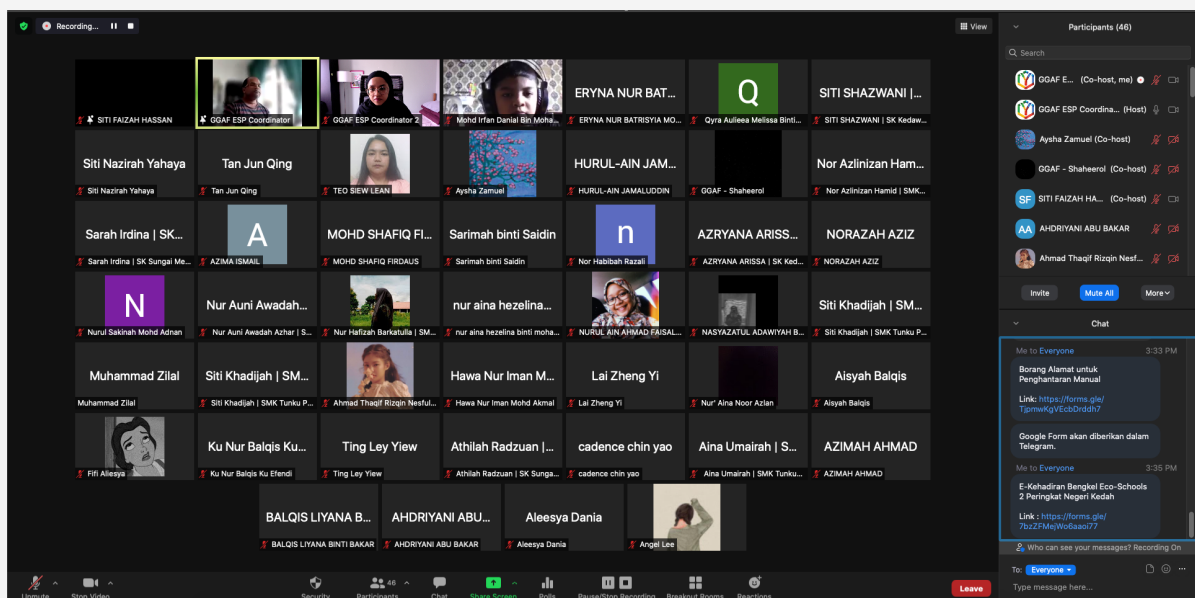 Recording...
View
SITI FAIZAH HASSAN
GGAF ESP Coordinator
GGAF ESP Coordinator 2
Mohd Irfan Danial Bin Moha...
ERYNA NUR BAT...
ERYNA NUR BATRISYIA MO...
Q
Qyra Aulieea Melissa Binti...
SITI SHAZWANI |...
SITI SHAZWANI | SK Kedaw...
Siti Nazirah Yahaya
Siti Nazirah Yahaya
Tan Jun Qing
Tan Jun Qing
TEO SIEW LEAN
Aysha Zamuel
HURUL-AIN JAM...
HURUL-AIN JAMALUDDIN
GGAF - Shaheerol
Nor Azlinizan Ham...
Nor Azlinizan Hamid | SMK...
Sarah Irdina | SK...
Sarah Irdina | SK Sungai Me...
A
AZIMA ISMAIL
MOHD SHAFIQ FI...
MOHD SHAFIQ FIRDAUS
Sarimah binti Saidin
Sarimah binti Saidin
n
Nor Habibah Razali
AZRYANA ARISS...
AZRYANA ARISSA | SK Ked...
NORAZAH AZIZ
NORAZAH AZIZ
N
Nurul Sakinah Mohd Adnan
Nur Auni Awadah...
Nur Auni Awadah Azhar | S...
Nur Hafizah Barkatulla | SM...
nur aina hezelina...
nur aina hezelina binti moha...
NURUL AIN AHMAD FAISAL...
NASYAZATUL ADAWIYAH B...
Siti Khadijah | SM...
Siti Khadijah | SMK Tunku P...
Muhammad Zilal
Muhammad Zilal
Siti Khadijah | SM...
Siti Khadijah | SMK Tunku P...
Ahmad Thaqif Rizqin Nesful...
Hawa Nur Iman M...
Hawa Nur Iman Mohd Akmal
Lai Zheng Yi
Lai Zheng Yi
Nur' Aina Noor Azlan
Aisyah Balqis
Aisyah Balqis
Fifi Aliesya
Ku Nur Balqis Ku...
Ku Nur Balqis Ku Efendi
Ting Ley Yiew
Ting Ley Yiew
Athilah Radzuan |...
Athilah Radzuan | SK Sunga...
cadence chin yao
cadence chin yao
Aina Umairah | S...
Aina Umairah | SMK Tunku...
AZIMAH AHMAD
AZIMAH AHMAD
BALQIS LIYANA B...
BALQIS LIYANA BINTI BAKAR
AHDRIYANI ABU...
AHDRIYANI ABU BAKAR
Aleesya Dania
Aleesya Dania
Angel Lee
Unmute
Stop Video
Security
Participants
46
Chat
Share Screen
Polls
Pause/Stop Recording
Breakout Rooms
Reactions
Leave
Participants (46)
Search
GGAF E... (Co-host, me)
GGAF ESP Coordina... (Host)
Aysha Zamuel (Co-host)
GGAF - Shaheerol (Co-host)
SF SITI FAIZAH HA... (Co-host)
AA AHDRIYANI ABU BAKAR
Ahmad Thaqif Rizqin Nesf...
Invite
Mute All
More
Chat
Me to Everyone 3:33 PM
Borang Alamat untuk
Penghantaran Manual
Link: https://forms.gle/
TjpmwKgVEcbDrddh7
Google Form akan diberikan dalam
Telegram.
Me to Everyone 3:35 PM
E-Kehadiran Bengkel Eco-Schools
2 Peringkat Negeri Kedah
Link : https://forms.gle/
7bzZFMejWo6aaoi77
Who can see your messages? Recording On
To: Everyone
Type message here...